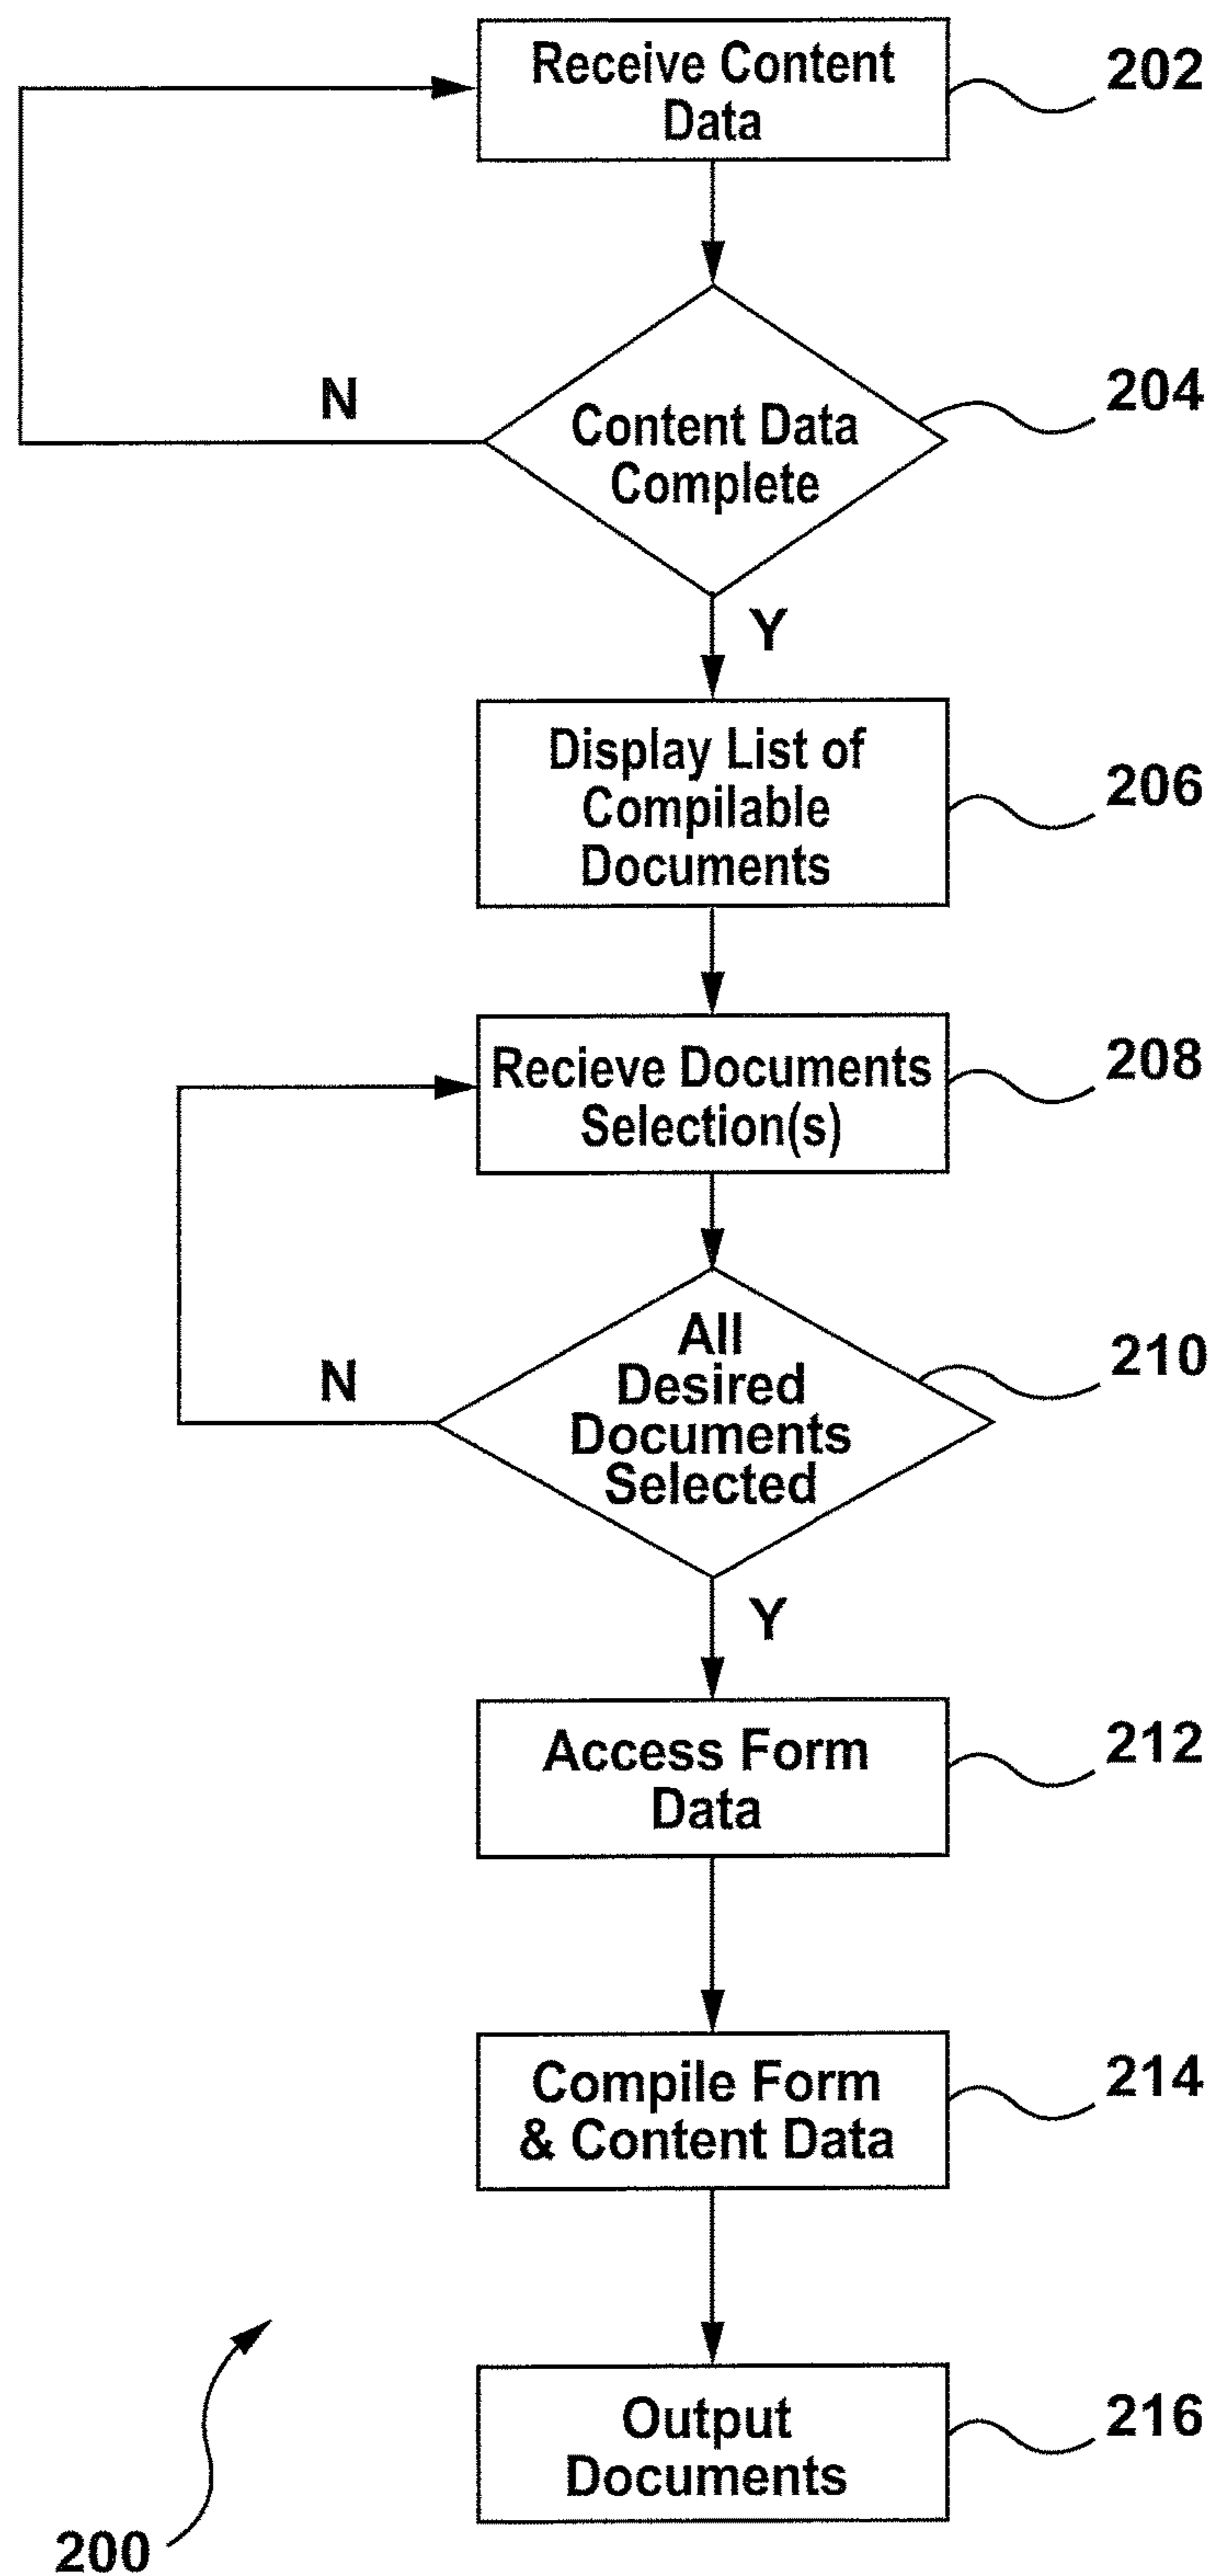 Receive Content
Data
202
Content Data
Complete
204
N
Y
Display List of
Compilable
Documents
206
Recieve Documents
Selection(s)
208
All
Desired
Documents
Selected
210
N
Y
Access Form
Data
212
Compile Form
& Content Data
214
Output
Documents
216
200